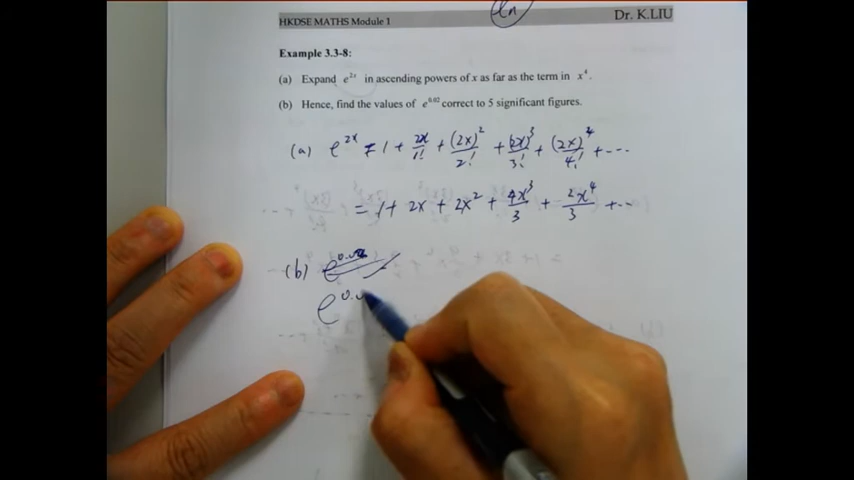 ln
HKDSE MATHS Module 1 Dr. K.LIU
Example 3.3-8:
(a) Expand e^{2x} in ascending powers of x as far as the term in x^4.
(b) Hence, find the values of e^{0.02} correct to 5 significant figures.
(a) e^{2x} = 1 + 2x/1! + (2x)^2/2! + (2x)^3/3! + (2x)^4/4! + ...
= 1 + 2x + 2x^2 + 4x^3/3 + 2x^4/3 + ...
(b)
e^{0.0